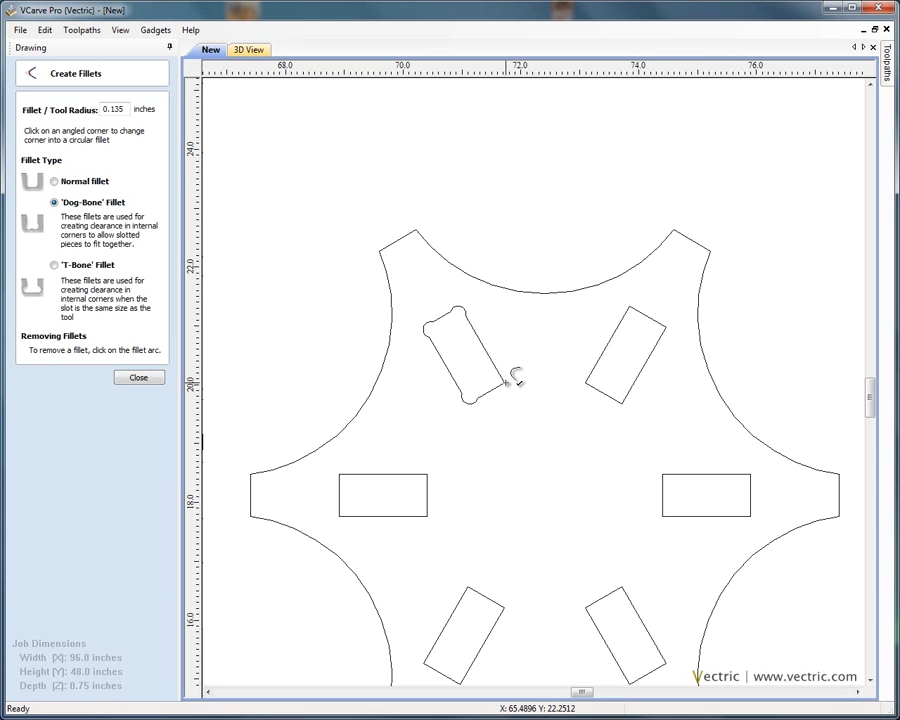 VCarve Pro {Vectric} - [New]
File Edit Toolpaths View Gadgets Help
Drawing
New 3D View
Toolpaths
Create Fillets
68.0 70.0 72.0 74.0 76.0 78.0
Fillet / Tool Radius: 0.135 inches
Click on an angled corner to change
corner into a circular fillet
Fillet Type
Normal fillet
'Dog-Bone' Fillet
These fillets are used for
creating clearance in internal
corners to allow slotted
pieces to fit together.
'T-Bone' Fillet
These fillets are used for
creating clearance in
internal corners when the
slot is the same size as the
tool
Removing Fillets
To remove a fillet, click on the fillet arc.
Close
24.0
22.0
20.0
18.0
16.0
Job Dimensions
Width [X]: 96.0 inches
Height [Y]: 48.0 inches
Depth [Z]: 0.75 inches
Vectric | www.vectric.com
Ready X: 65.4896 Y: 22.2512